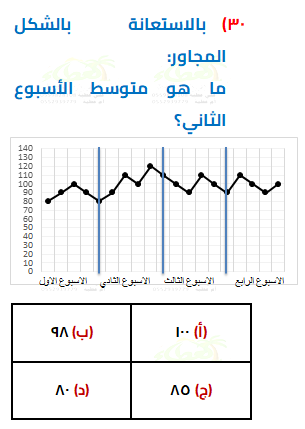 ٣٠) بالاستعانة بالشكل
المجاور:
ما هو متوسط الأسبوع
الثاني؟
140
130
120
110
100
90
80
70
60
50
40
30
20
10
0
الاسبوع الاول الاسبوع الثاني الاسبوع الثالث الاسبوع الرابع
(أ) ١٠٠ (ب) ٩٨
(ج) ٨٥ (د) ٨٠